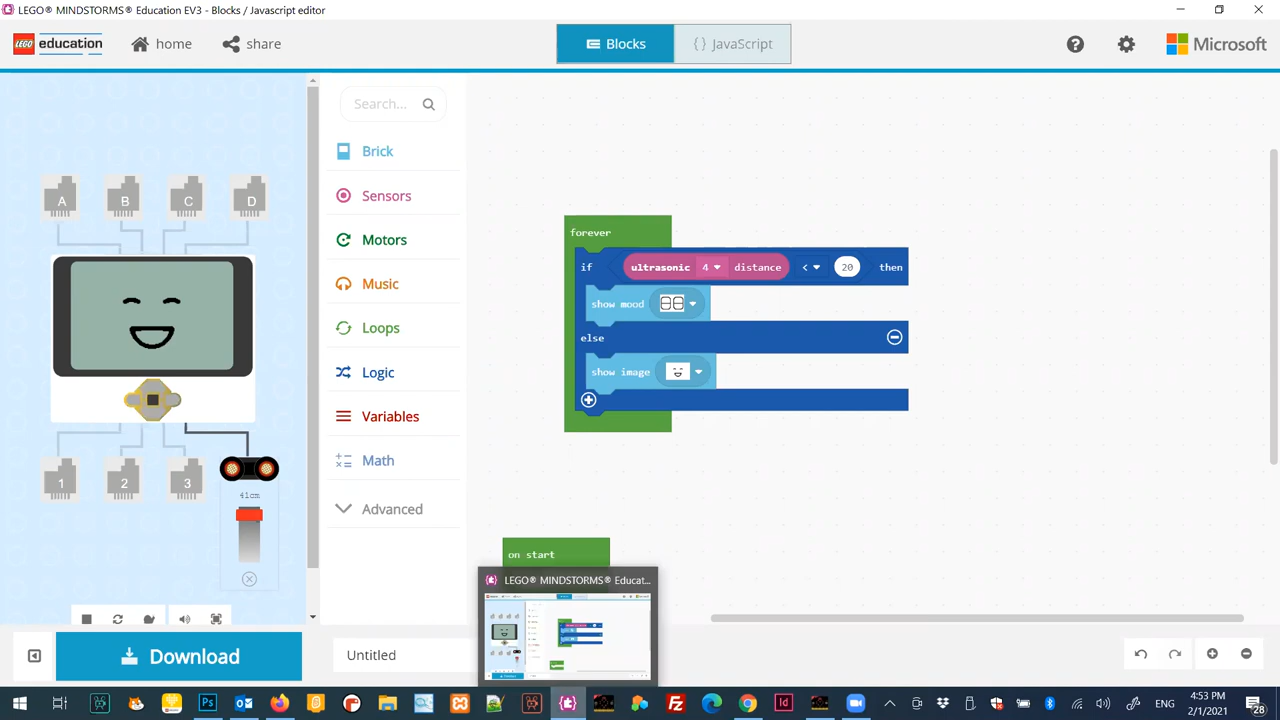 LEGO® MINDSTORMS® Education EV3 - Blocks / Javascript editor
LEGO education
home
share
Blocks
{ } JavaScript
Microsoft
Search...
Brick
Sensors
Motors
Music
Loops
Logic
Variables
Math
Advanced
A
B
C
D
1
2
3
41cm
forever
if ultrasonic 4 distance < 20 then
show mood
else
show image
on start
LEGO® MINDSTORMS® Educat...
Download
Untitled
4:53 PM
ENG
2/1/2021
28